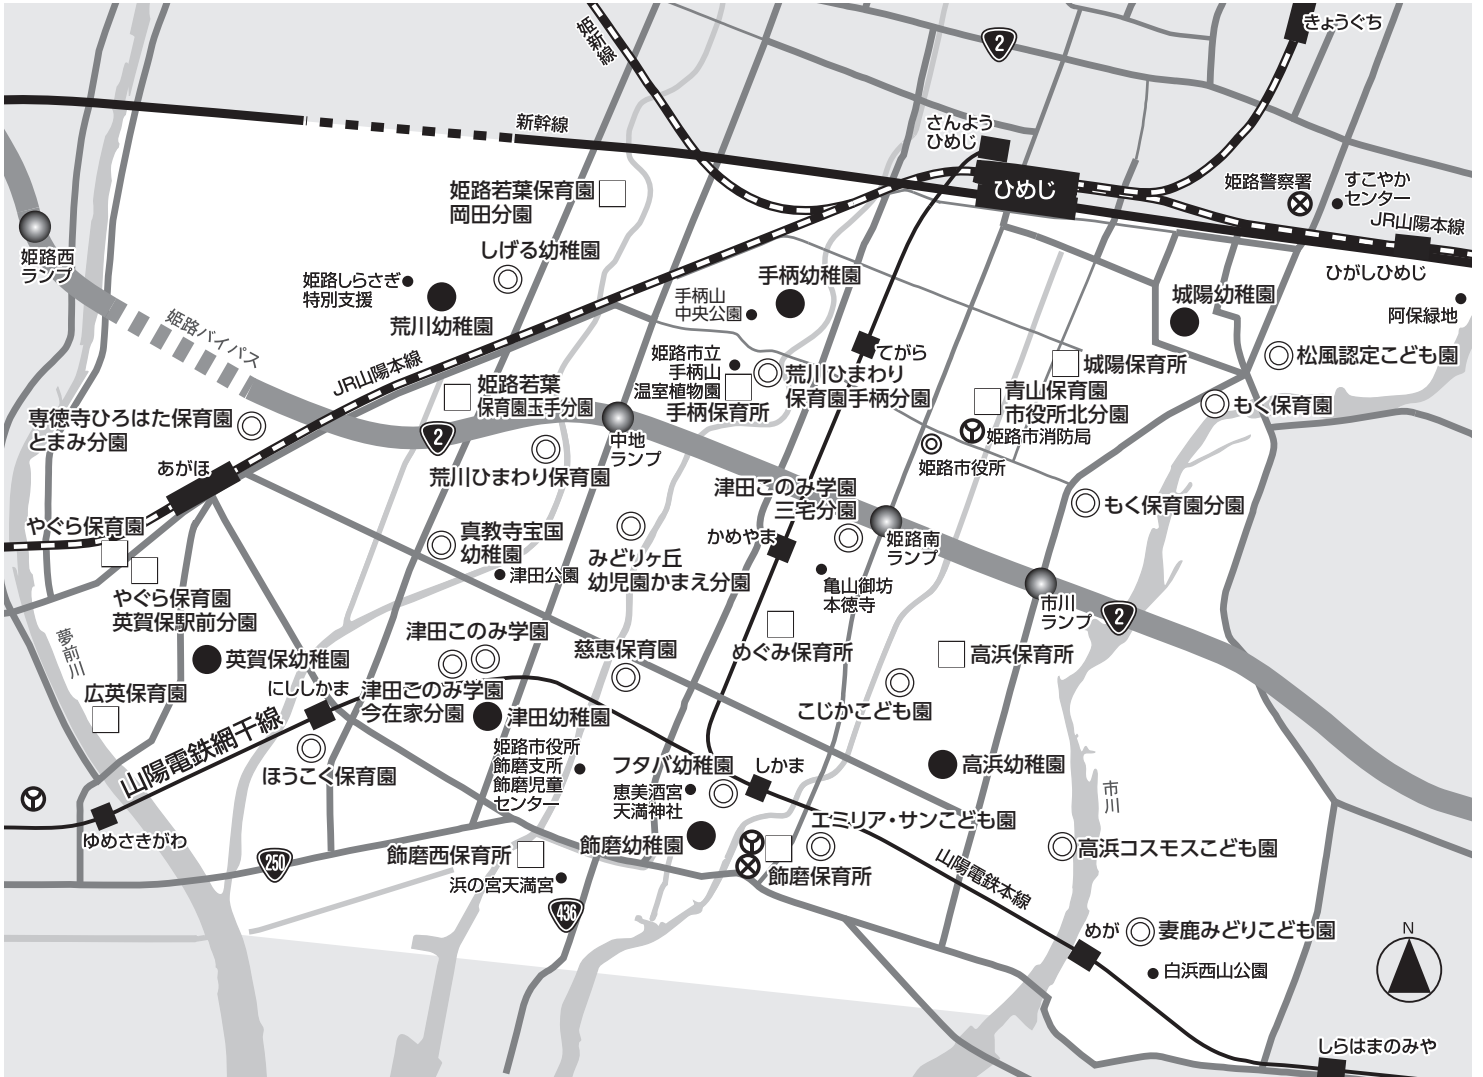 きょうぐち
姫新線
2
新幹線
さんよう
ひめじ
ひめじ
姫路警察署
すこやか
センター
JR山陽本線
ひがしひめじ
姫路若葉保育園
岡田分園
しげる幼稚園
姫路西
ランプ
姫路しらさぎ
特別支援
荒川幼稚園
手柄幼稚園
手柄山
中央公園
城陽幼稚園
阿保緑地
姫路バイパス
JR山陽本線
てがら
姫路市立
手柄山
温室植物園
手柄保育所
荒川ひまわり
保育園手柄分園
城陽保育所
松風認定こども園
姫路若葉
保育園玉手分園
青山保育園
市役所北分園
もく保育園
専徳寺ひろはた保育園
とまみ分園
2
中地
ランプ
姫路市消防局
姫路市役所
あがほ
荒川ひまわり保育園
津田このみ学園
三宅分園
もく保育園分園
やぐら保育園
真教寺宝国
幼稚園
津田公園
みどりヶ丘
幼児園かまえ分園
かめやま
姫路南
ランプ
亀山御坊
本徳寺
やぐら保育園
英賀保駅前分園
市川
ランプ
2
夢前川
津田このみ学園
慈恵保育園
めぐみ保育所
高浜保育所
英賀保幼稚園
にししかま
津田このみ学園
今在家分園
津田幼稚園
こじかこども園
広英保育園
山陽電鉄網干線
ほうこく保育園
姫路市役所
飾磨支所
飾磨児童
センター
フタバ幼稚園
しかま
恵美酒宮
天満神社
高浜幼稚園
市川
ゆめさきがわ
エミリア・サンこども園
飾磨幼稚園
250
飾磨西保育所
浜の宮天満宮
飾磨保育所
高浜コスモスこども園
山陽電鉄本線
436
めが
妻鹿みどりこども園
白浜西山公園
N
しらはまのみや